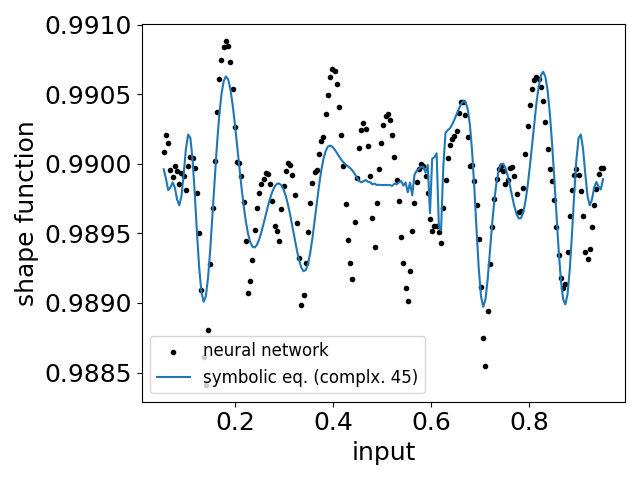 0.9910
0.9905
0.9900
0.9895
0.9890
0.9885
shape function
neural network
symbolic eq. (complx. 45)
0.2
0.4
0.6
0.8
input